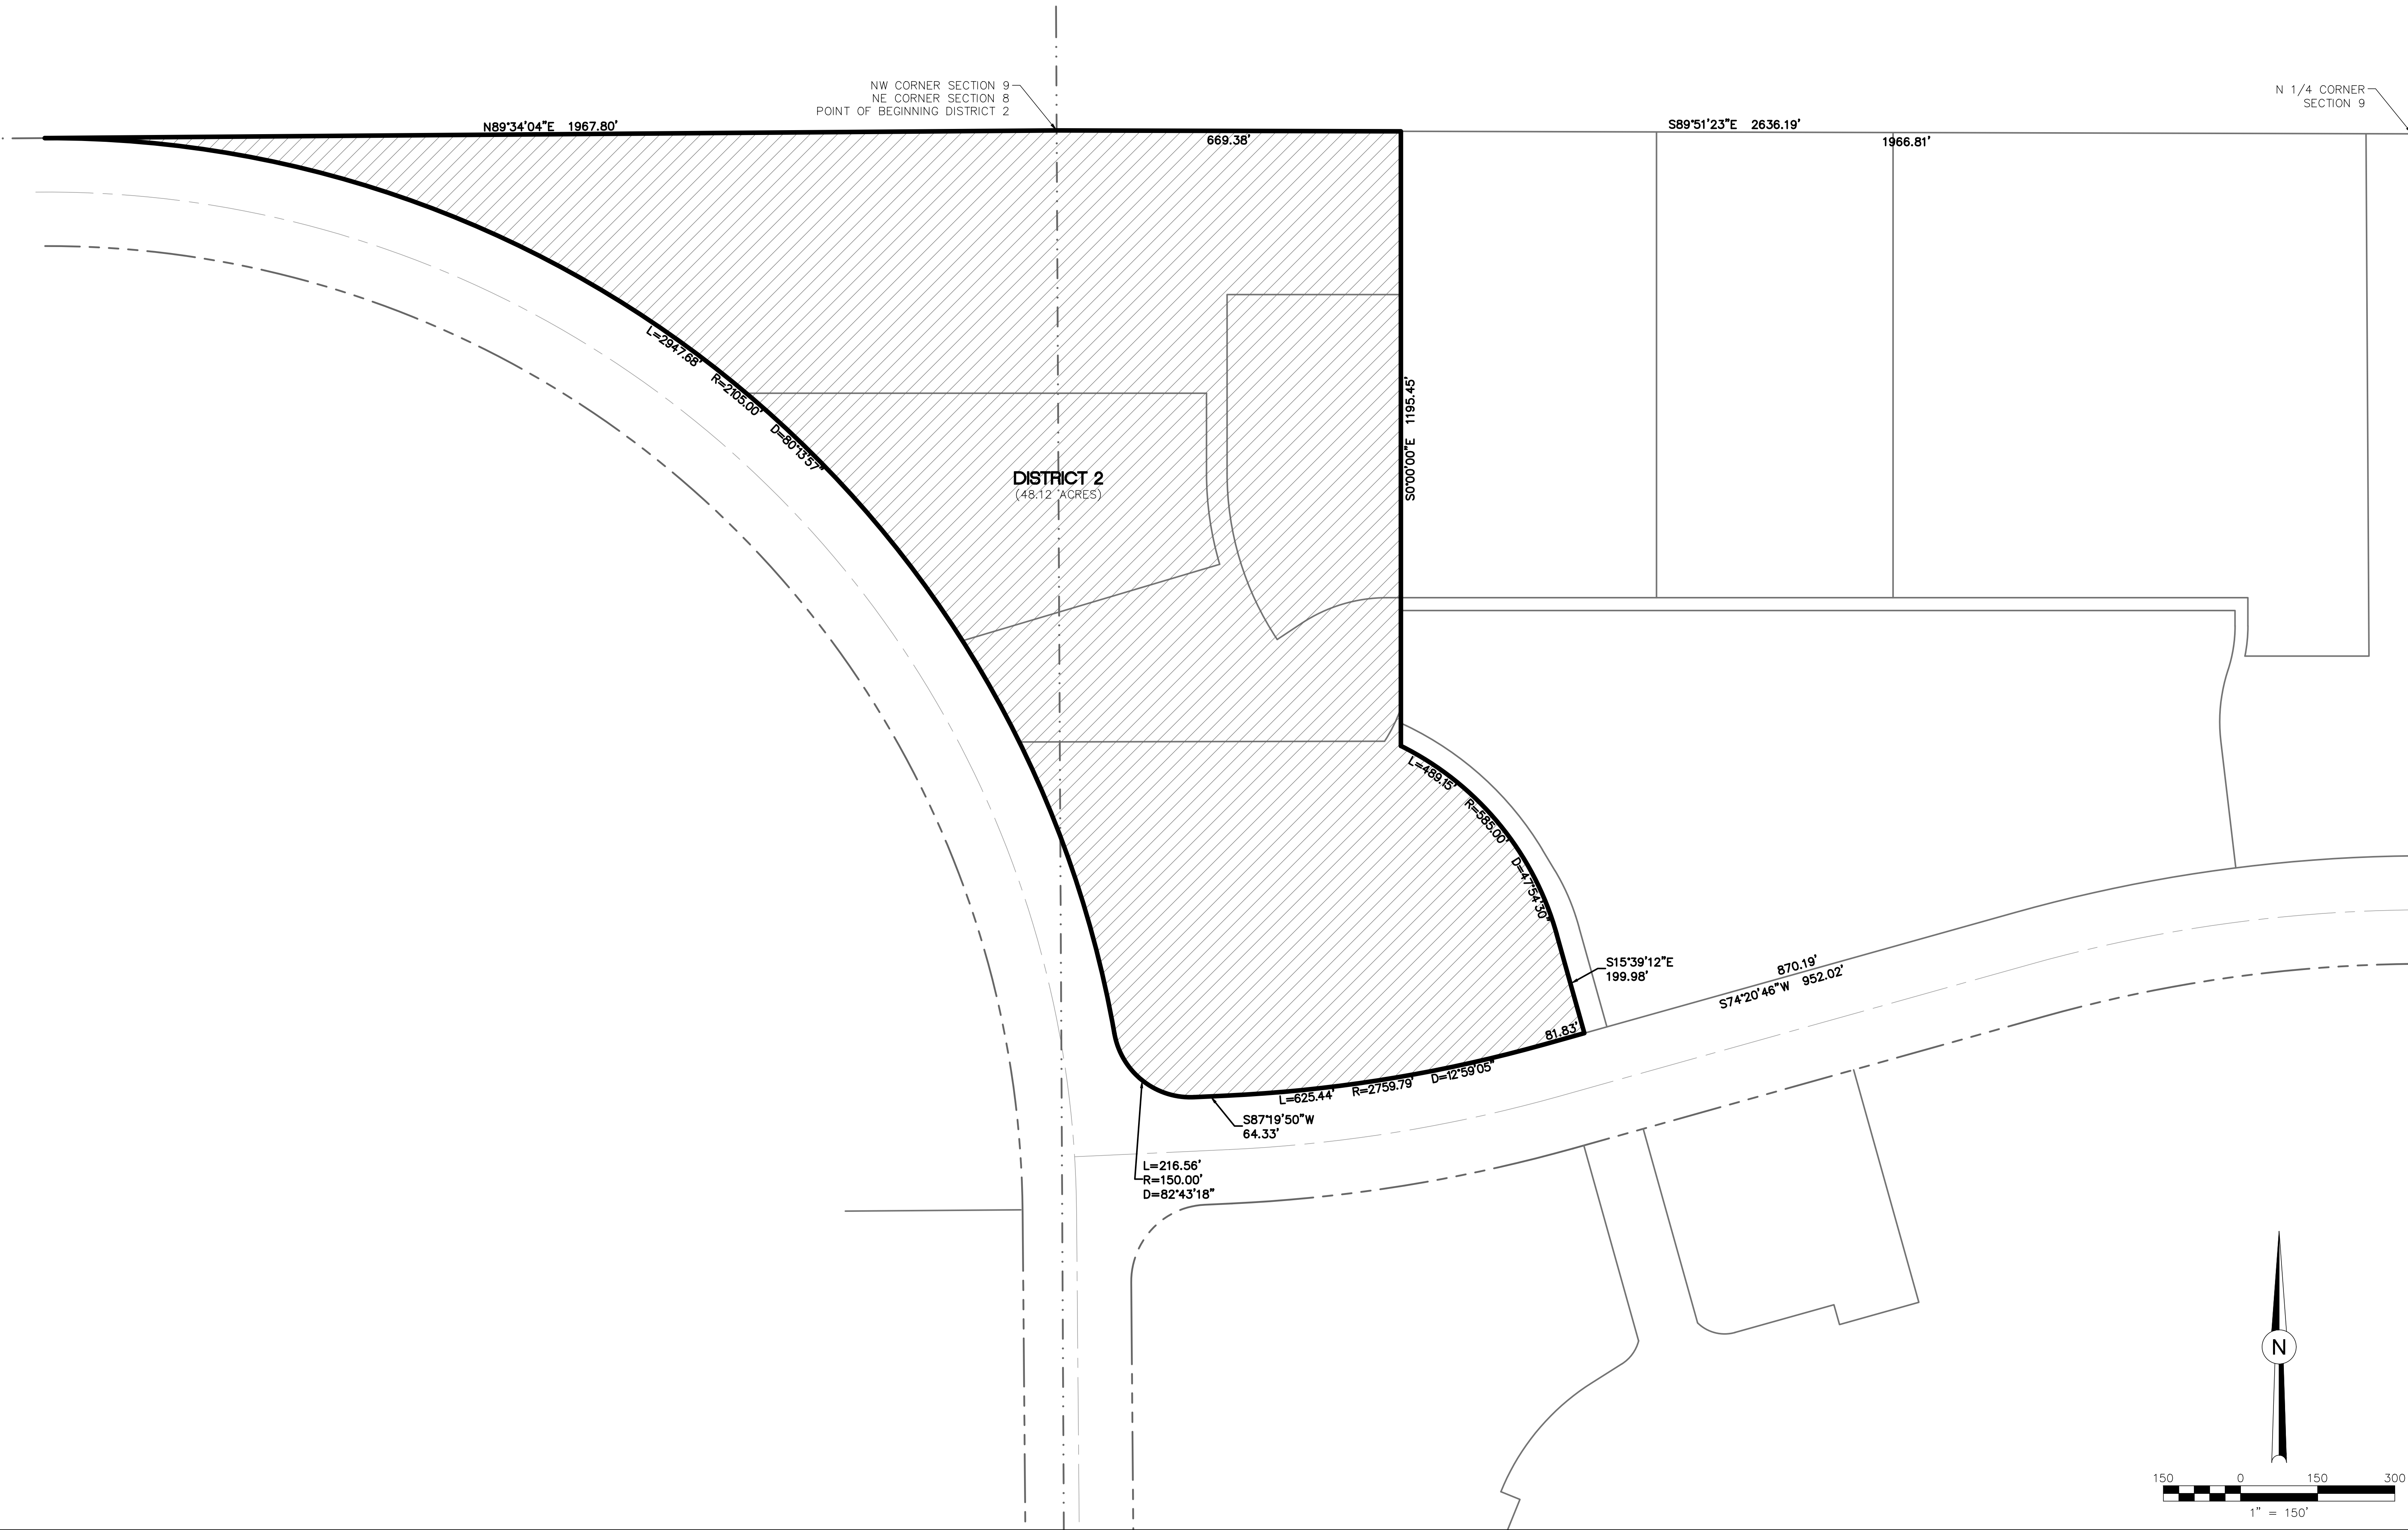 NW CORNER SECTION 9
NE CORNER SECTION 8
POINT OF BEGINNING DISTRICT 2
N 1/4 CORNER
SECTION 9
N89°34'04"E 1967.80'
669.38'
S89°51'23"E 2636.19'
1966.81'
L=2947.68' R=2105.00' D=80°13'57"
S0°00'00"E 1195.45'
DISTRICT 2
(48.12 ACRES)
L=489.15' R=585.00' D=47°54'30"
S15°39'12"E
199.98'
870.19'
S74°20'46"W 952.02'
81.83'
L=625.44' R=2759.79' D=12°59'05"
S87°19'50"W
64.33'
L=216.56'
R=150.00'
D=82°43'18"
N
150 0 150 300
1" = 150'